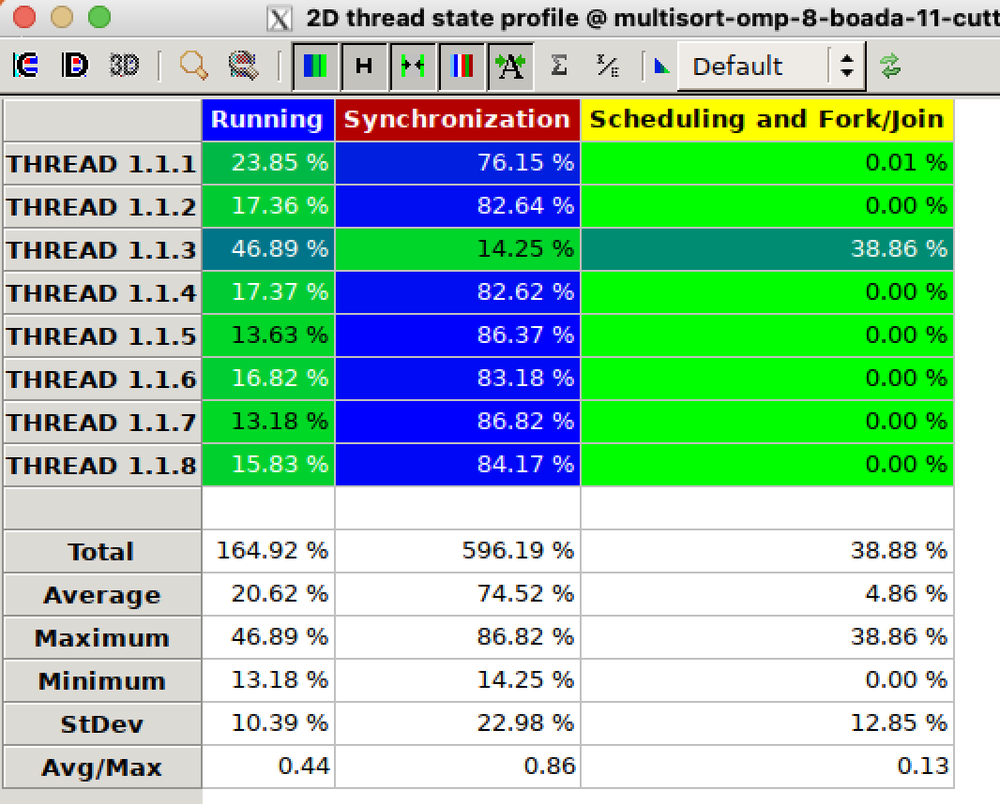 2D thread state profile @ multisort-omp-8-boada-11-cutt
3D H A Σ Default
Running Synchronization Scheduling and Fork/Join
THREAD 1.1.1 23.85 % 76.15 % 0.01 %
THREAD 1.1.2 17.36 % 82.64 % 0.00 %
THREAD 1.1.3 46.89 % 14.25 % 38.86 %
THREAD 1.1.4 17.37 % 82.62 % 0.00 %
THREAD 1.1.5 13.63 % 86.37 % 0.00 %
THREAD 1.1.6 16.82 % 83.18 % 0.00 %
THREAD 1.1.7 13.18 % 86.82 % 0.00 %
THREAD 1.1.8 15.83 % 84.17 % 0.00 %
Total 164.92 % 596.19 % 38.88 %
Average 20.62 % 74.52 % 4.86 %
Maximum 46.89 % 86.82 % 38.86 %
Minimum 13.18 % 14.25 % 0.00 %
StDev 10.39 % 22.98 % 12.85 %
Avg/Max 0.44 0.86 0.13